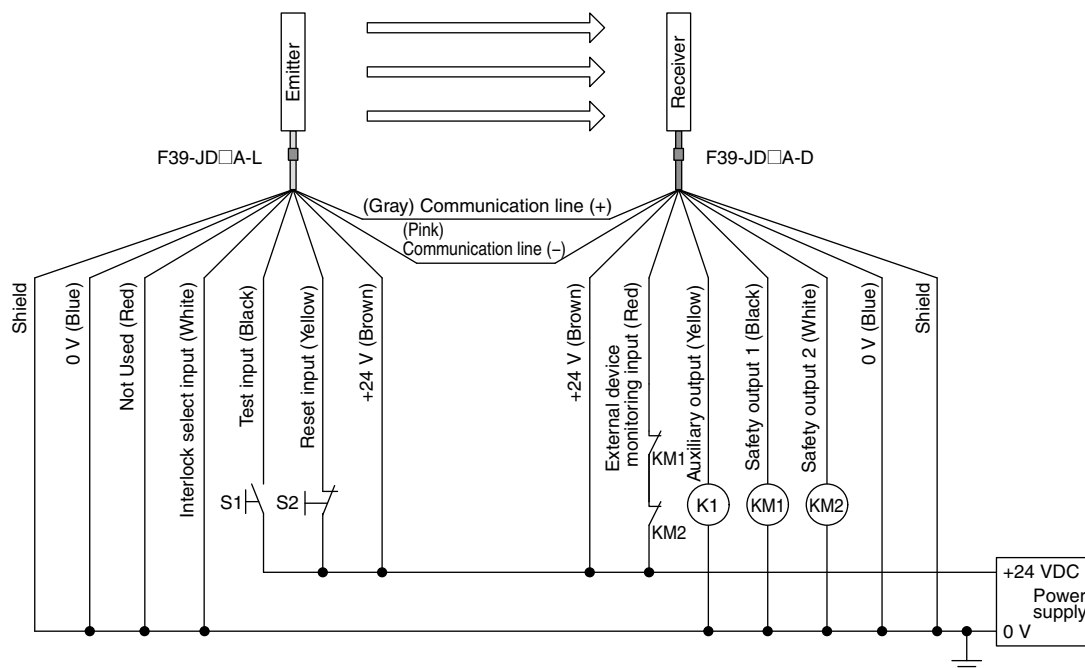 Emitter
Receiver
F39-JD□A-L
F39-JD□A-D
(Gray) Communication line (+)
(Pink)
Communication line (–)
Shield
0 V (Blue)
Not Used (Red)
Interlock select input (White)
Test input (Black)
Reset input (Yellow)
+24 V (Brown)
+24 V (Brown)
External device
monitoring input (Red)
Auxiliary output (Yellow)
Safety output 1 (Black)
Safety output 2 (White)
0 V (Blue)
Shield
S1
S2
KM1
KM2
K1
KM1
KM2
+24 VDC
Power
supply
0 V